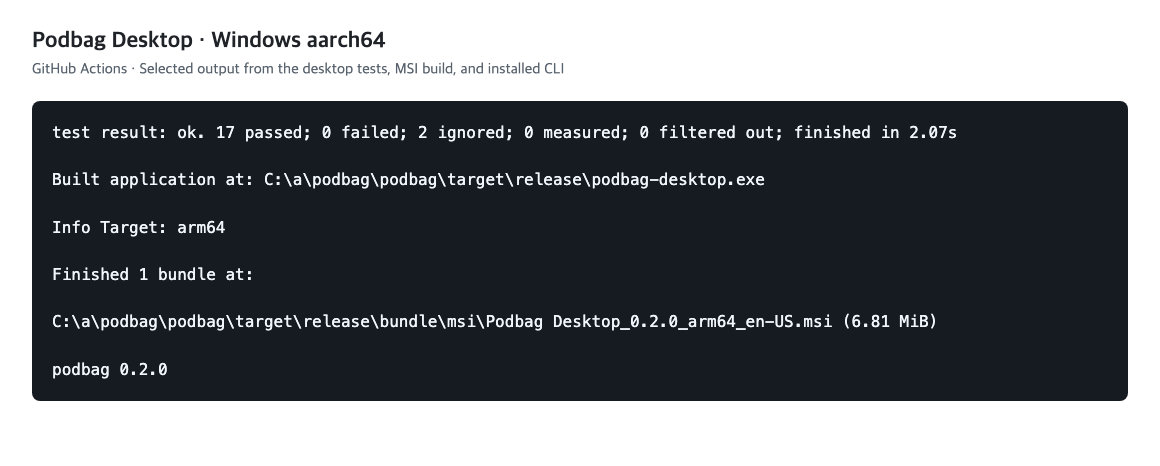 Podbag Desktop · Windows aarch64
GitHub Actions · Selected output from the desktop tests, MSI build, and installed CLI
test result: ok. 17 passed; 0 failed; 2 ignored; 0 measured; 0 filtered out; finished in 2.07s
Built application at: C:\a\podbag\podbag\target\release\podbag-desktop.exe
Info Target: arm64
Finished 1 bundle at:
C:\a\podbag\podbag\target\release\bundle\msi\Podbag Desktop_0.2.0_arm64_en-US.msi (6.81 MiB)
podbag 0.2.0